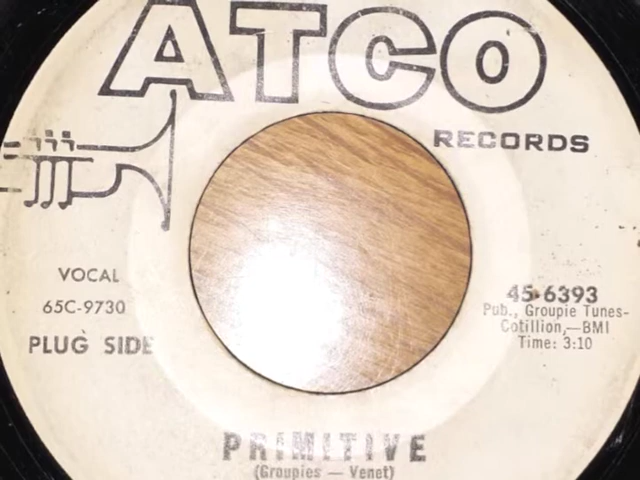 ATCO
RECORDS
VOCAL
65C-9730
PLUG SIDE
45-6393
Pub., Groupie Tunes-
Cotillion,—BMI
Time: 3:10
PRIMITIVE
(Groupies — Venet)